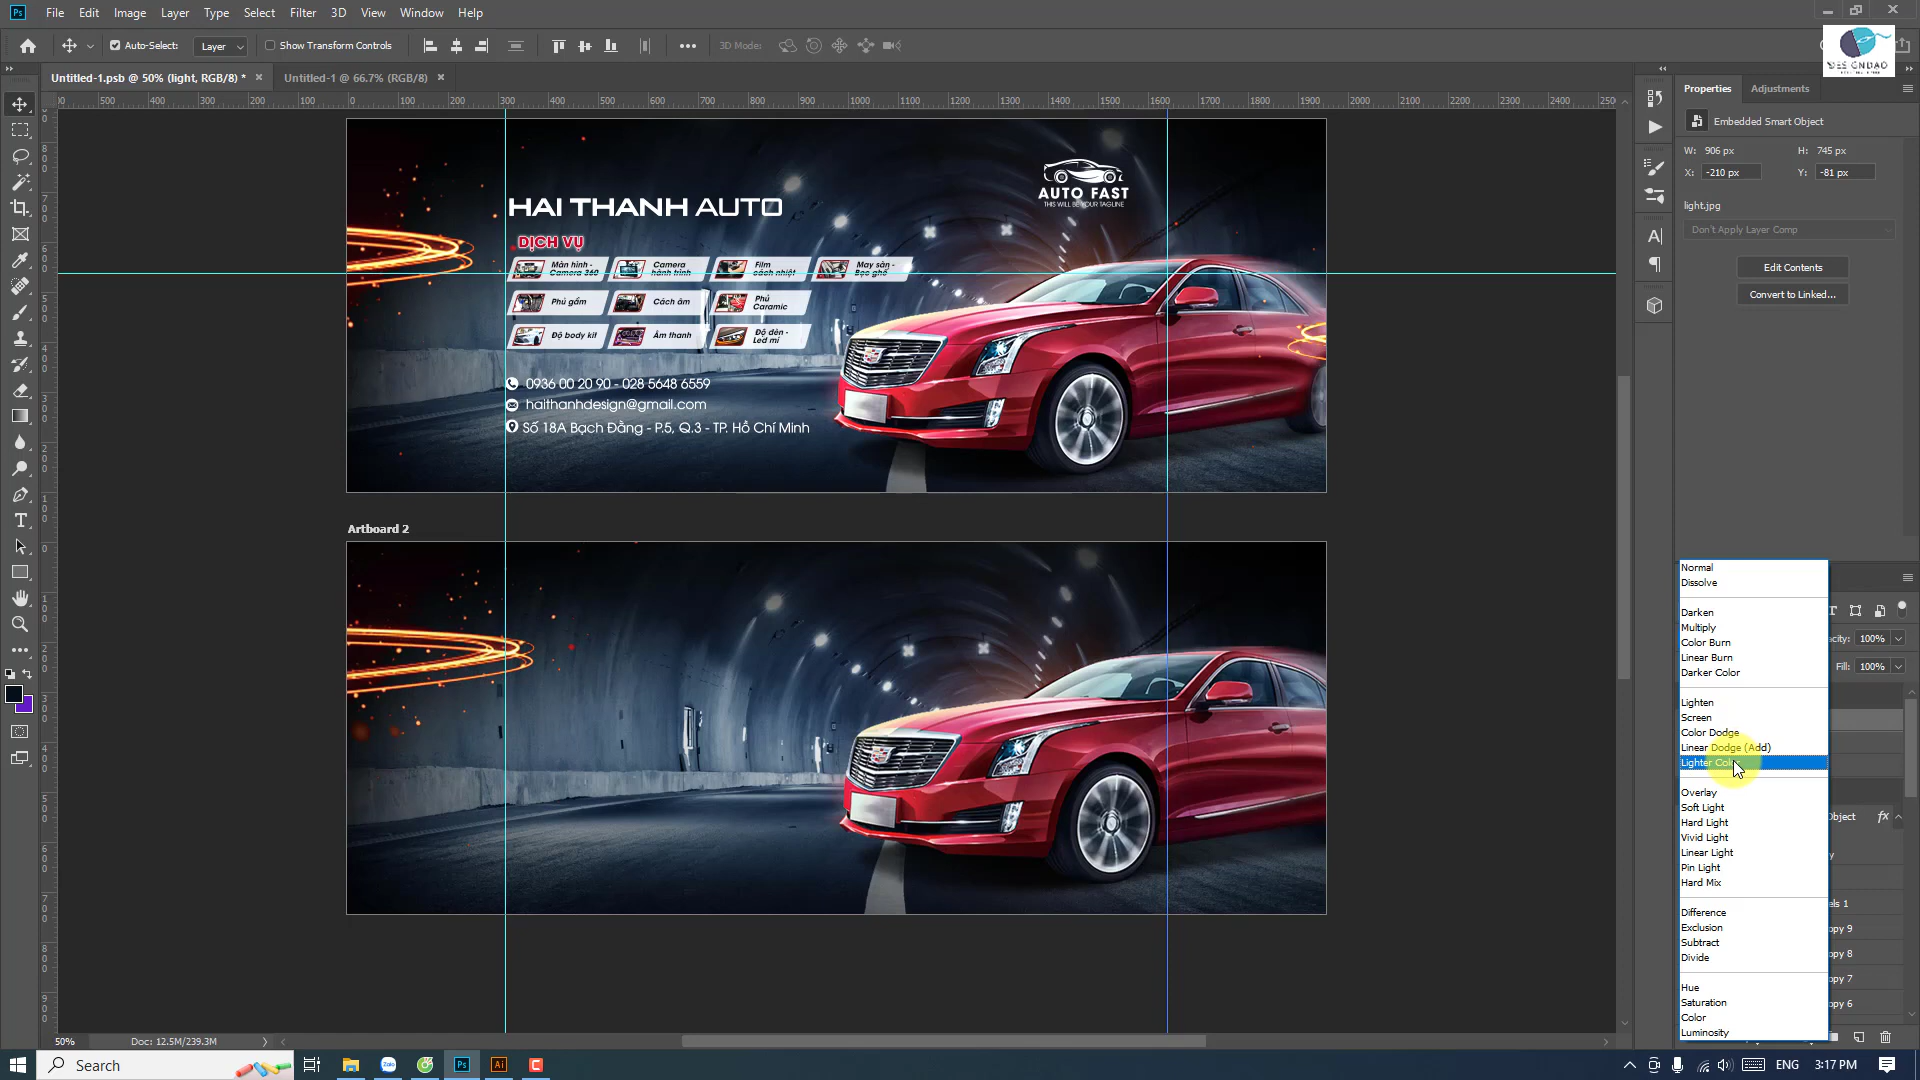 Ps File Edit Image Layer Type Select Filter 3D View Window Help
Auto-Select: Layer Show Transform Controls 3D Mode:
Untitled-1.psb @ 50% (light, RGB/8) * Untitled-1 @ 66.7% (RGB/8)
Properties Adjustments
Embedded Smart Object
W: 906 px H: 745 px
X: -210 px Y: -81 px
light.jpg
Don't Apply Layer Comp
Edit Contents
Convert to Linked...
AUTO FAST
THIS WILL BE YOUR TAGLINE
HAI THANH AUTO
DỊCH VỤ
Màn hình - Camera 360
Camera hành trình
Film cách nhiệt
May sàn - Bọc ghế
Phủ gầm
Cách âm
Phủ Caramic
Độ body kit
Âm thanh
Độ đèn - Led mí
0936 00 20 90 - 028 5648 6559
haithanhdesign@gmail.com
Số 18A Bạch Đằng - P.5, Q.3 - TP. Hồ Chí Minh
Artboard 2
Normal
Dissolve
Darken
Multiply
Color Burn
Linear Burn
Darker Color
Lighten
Screen
Color Dodge
Linear Dodge (Add)
Lighter Color
Overlay
Soft Light
Hard Light
Vivid Light
Linear Light
Pin Light
Hard Mix
Difference
Exclusion
Subtract
Divide
Hue
Saturation
Color
Luminosity
100%
Fill: 100%
50% Doc: 12.5M/239.3M
Search
Ps Ai
ENG 3:17 PM